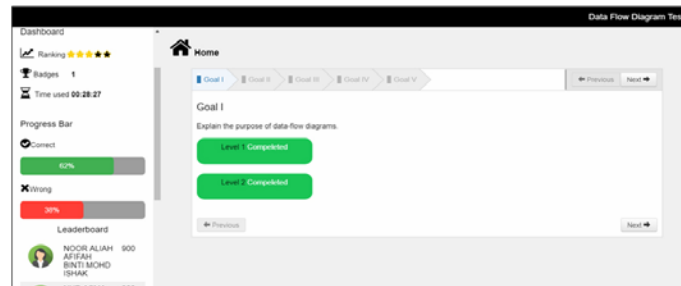 Data Flow Diagram Tes
Dashboard
Ranking
Badges 1
Time used 00:28:27
Progress Bar
Correct
62%
Wrong
38%
Leaderboard
NOOR ALIAH 900
AFIFAH
BINTI MOHD
ISHAK
Home
Goal I Goal II Goal III Goal IV Goal V
Previous Next
Goal I
Explain the purpose of data-flow diagrams.
Level 1 Compeleted
Level 2 Compeleted
Previous Next